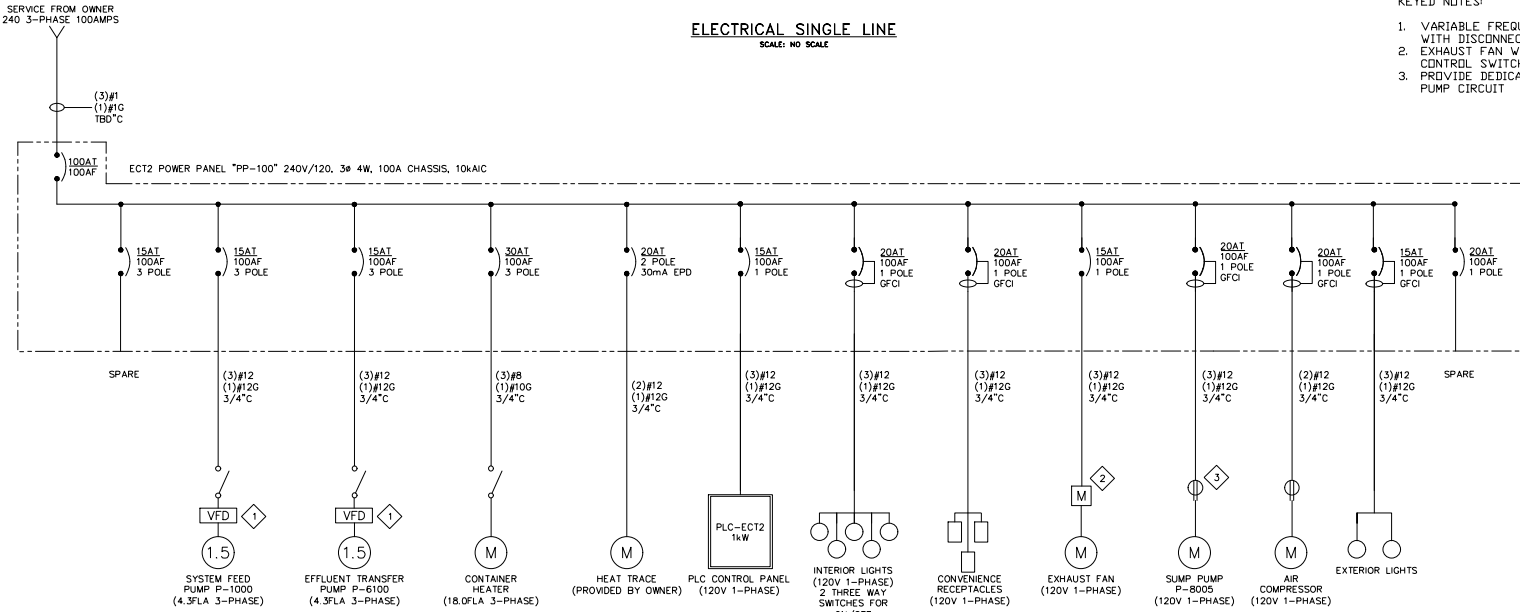 SERVICE FROM OWNER
240 3-PHASE 100AMPS
ELECTRICAL SINGLE LINE
SCALE: NO SCALE
KEYED NOTES:
1. VARIABLE FREQU
WITH DISCONNEC
2. EXHAUST FAN W
CONTROL SWITCH
3. PROVIDE DEDICA
PUMP CIRCUIT
(3)#1
(1)#1G
TBD"C
100AT
100AF
ECT2 POWER PANEL "PP-100" 240V/120, 3ø 4W, 100A CHASSIS, 10kAIC
15AT
100AF
3 POLE
15AT
100AF
3 POLE
15AT
100AF
3 POLE
30AT
100AF
3 POLE
20AT
2 POLE
30mA EPD
15AT
100AF
1 POLE
20AT
100AF
1 POLE
GFCI
20AT
100AF
1 POLE
GFCI
15AT
100AF
1 POLE
20AT
100AF
1 POLE
GFCI
20AT
100AF
1 POLE
GFCI
15AT
100AF
1 POLE
GFCI
20AT
100AF
1 POLE
SPARE
(3)#12
(1)#12G
3/4"C
(3)#12
(1)#12G
3/4"C
(3)#8
(1)#10G
3/4"C
(2)#12
(1)#12G
3/4"C
(3)#12
(1)#12G
3/4"C
(3)#12
(1)#12G
3/4"C
(3)#12
(1)#12G
3/4"C
(3)#12
(1)#12G
3/4"C
(3)#12
(1)#12G
3/4"C
(2)#12
(1)#12G
3/4"C
(3)#12
(1)#12G
3/4"C
SPARE
VFD
1
1.5
SYSTEM FEED
PUMP P-1000
(4.3FLA 3-PHASE)
VFD
1
1.5
EFFLUENT TRANSFER
PUMP P-6100
(4.3FLA 3-PHASE)
M
CONTAINER
HEATER
(18.0FLA 3-PHASE)
M
HEAT TRACE
(PROVIDED BY OWNER)
PLC-ECT2
1kW
PLC CONTROL PANEL
(120V 1-PHASE)
INTERIOR LIGHTS
(120V 1-PHASE)
2 THREE WAY
SWITCHES FOR
CONVENIENCE
RECEPTACLES
(120V 1-PHASE)
M
2
M
EXHAUST FAN
(120V 1-PHASE)
3
M
SUMP PUMP
P-8005
(120V 1-PHASE)
M
AIR
COMPRESSOR
(120V 1-PHASE)
EXTERIOR LIGHTS